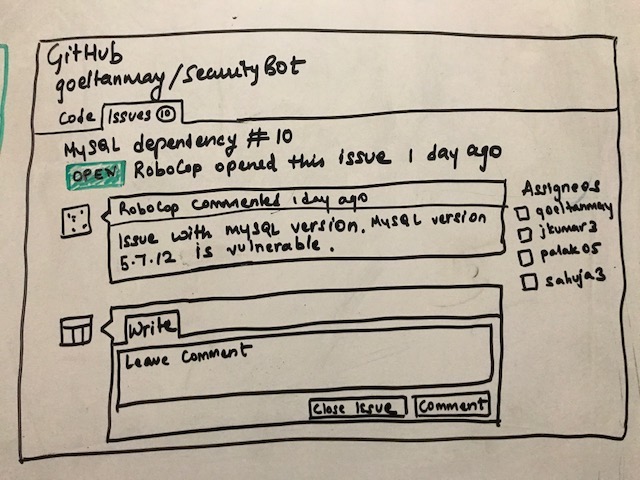 GitHub
goeltanmay/SecurityBot
Code Issues 10
MySQL dependency # 10
OPEN RoboCop opened this issue 1 day ago
RoboCop commented 1 day ago
Issue with MySQL version. MySQL version
5.7.12 is vulnerable.
Assignees
goeltanmay
jkumar3
palak05
sahuja3
Write
Leave Comment
Close Issue Comment